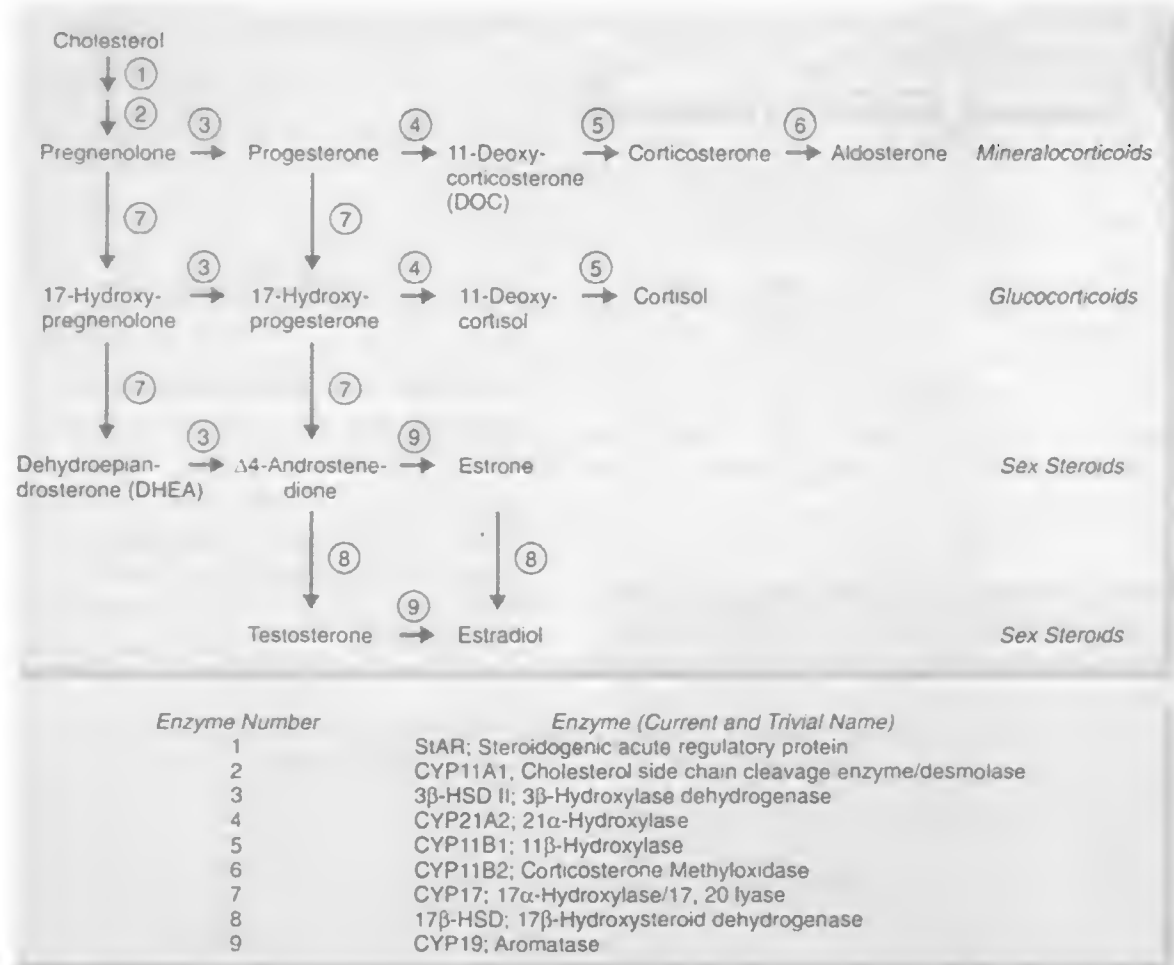 Cholesterol
1
2
3
4
5
6
Pregnenolone
Progesterone
11-Deoxy-
corticosterone
(DOC)
Corticosterone
Aldosterone
Mineralocorticoids
7
7
3
4
5
17-Hydroxy-
pregnenolone
17-Hydroxy-
progesterone
11-Deoxy-
cortisol
Cortisol
Glucocorticoids
7
7
3
9
Dehydroepian-
drosterone (DHEA)
Δ4-Androstene-
dione
Estrone
Sex Steroids
8
8
9
Testosterone
Estradiol
Sex Steroids
Enzyme Number Enzyme (Current and Trivial Name)
1 StAR; Steroidogenic acute regulatory protein
2 CYP11A1, Cholesterol side chain cleavage enzyme/desmolase
3 3β-HSD II; 3β-Hydroxylase dehydrogenase
4 CYP21A2; 21α-Hydroxylase
5 CYP11B1; 11β-Hydroxylase
6 CYP11B2; Corticosterone Methyloxidase
7 CYP17; 17α-Hydroxylase/17, 20 lyase
8 17β-HSD; 17β-Hydroxysteroid dehydrogenase
9 CYP19; Aromatase